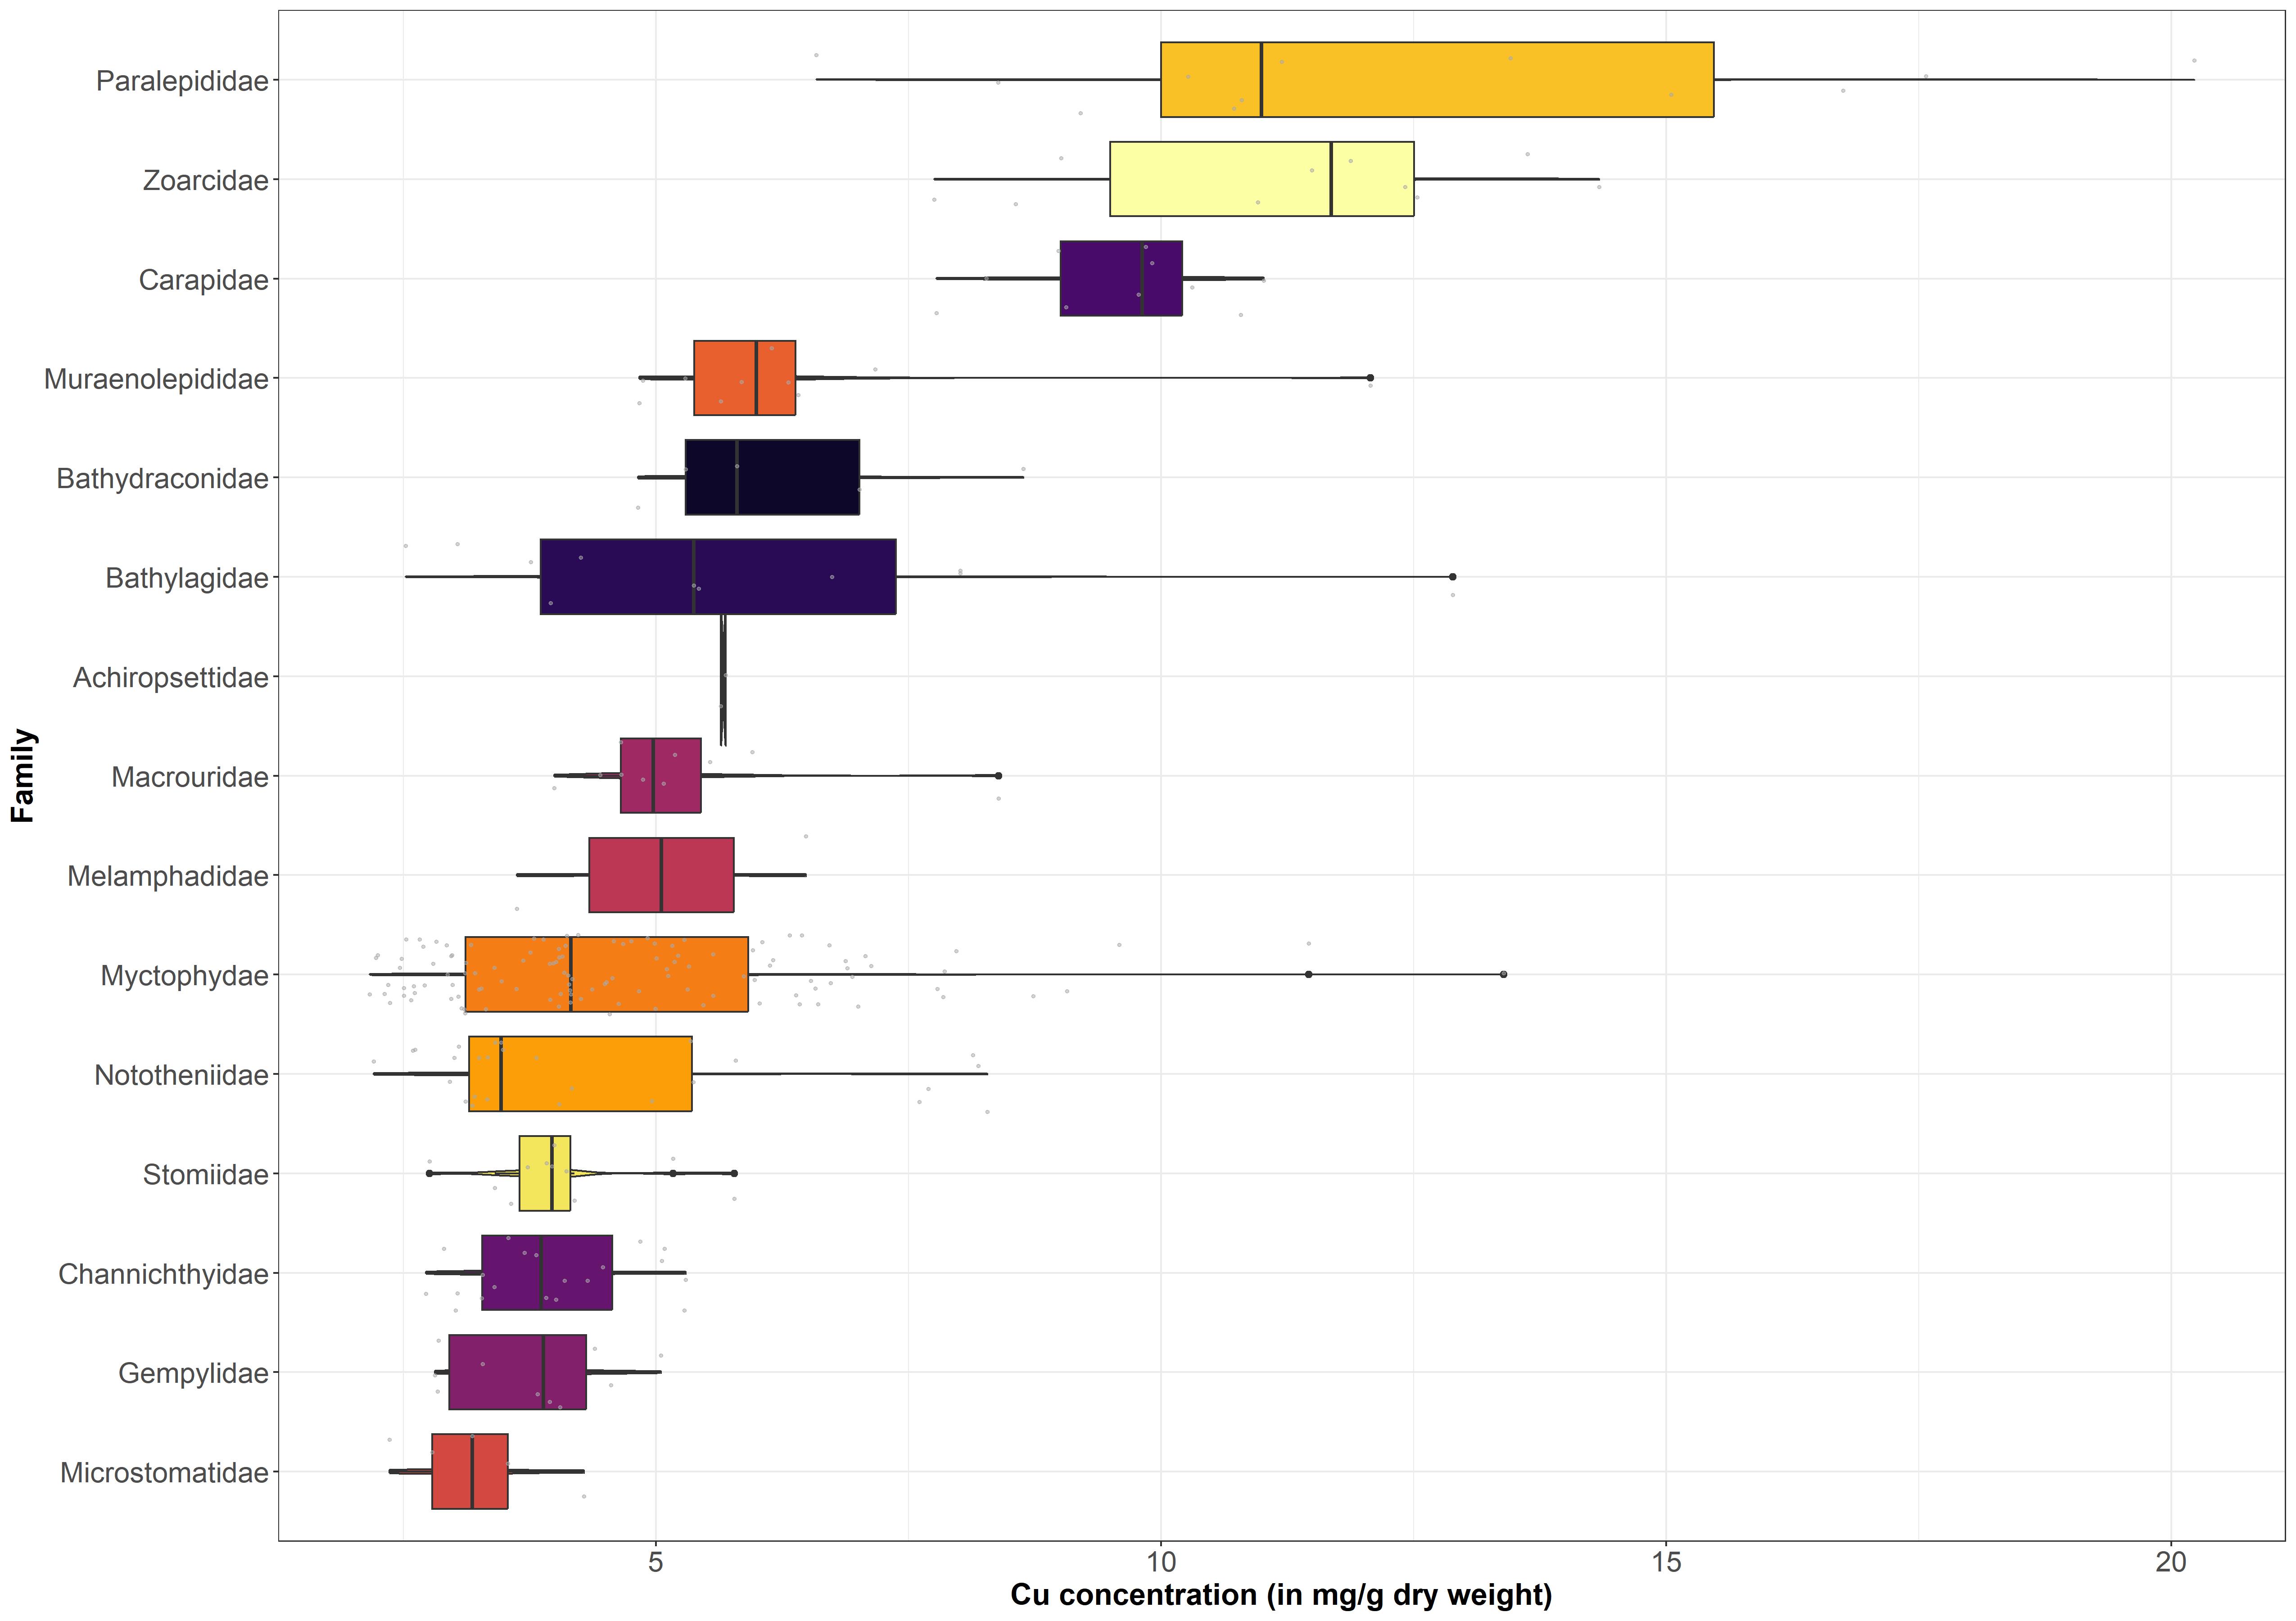 Paralepididae
Zoarcidae
Carapidae
Muraenolepididae
Bathydraconidae
Bathylagidae
Achiropsettidae
Macrouridae
Melamphadidae
Myctophydae
Nototheniidae
Stomiidae
Channichthyidae
Gempylidae
Microstomatidae
Family
5 10 15 20
Cu concentration (in mg/g dry weight)